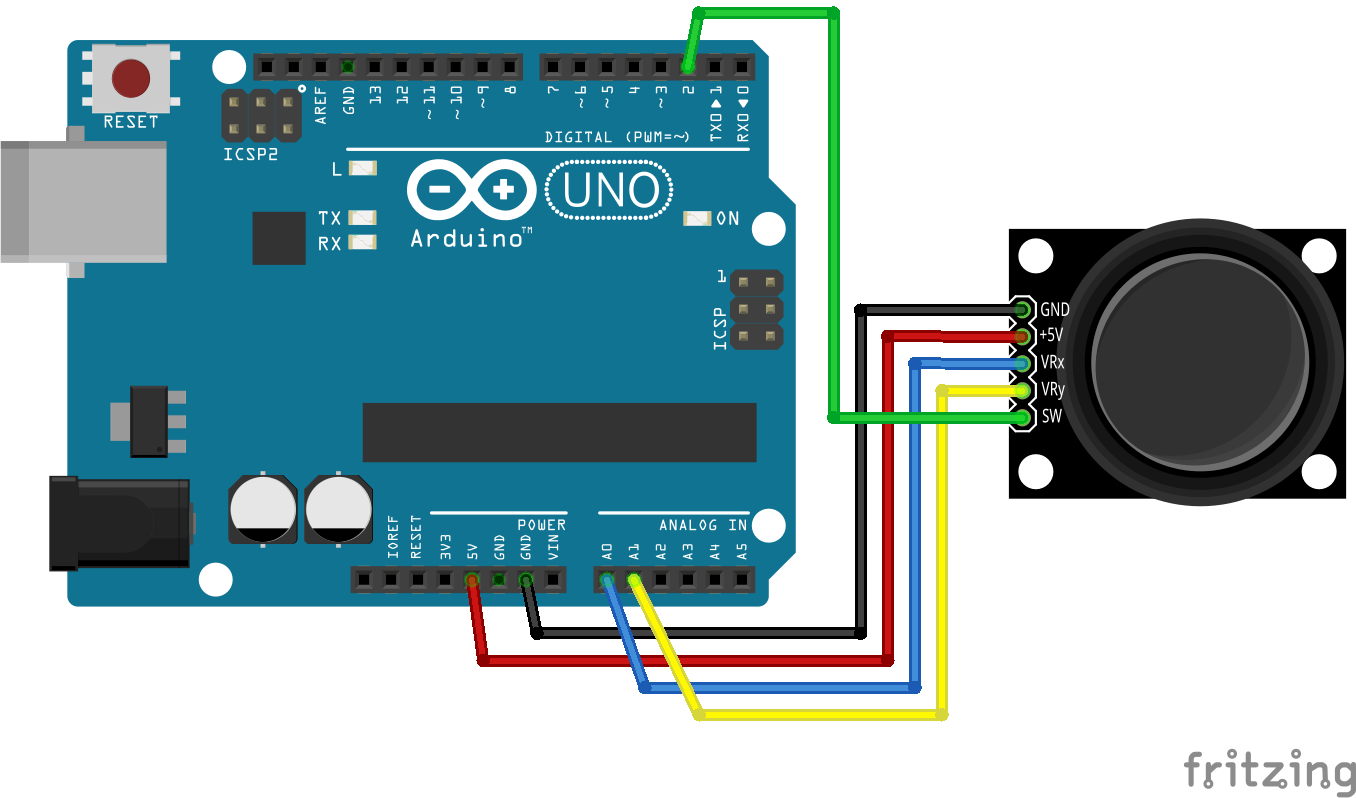 RESET
ICSP2
AREF
GND
13
12
~11
~10
~9
8
7
~6
~5
4
~3
2
TX0▶1
RX0◀0
DIGITAL (PWM=~)
L
TX
RX
UNO
Arduino™
ON
1
ICSP
GND
+5V
VRx
VRy
SW
POWER
ANALOG IN
IOREF
RESET
3V3
5V
GND
GND
VIN
A0
A1
A2
A3
A4
A5
fritzing